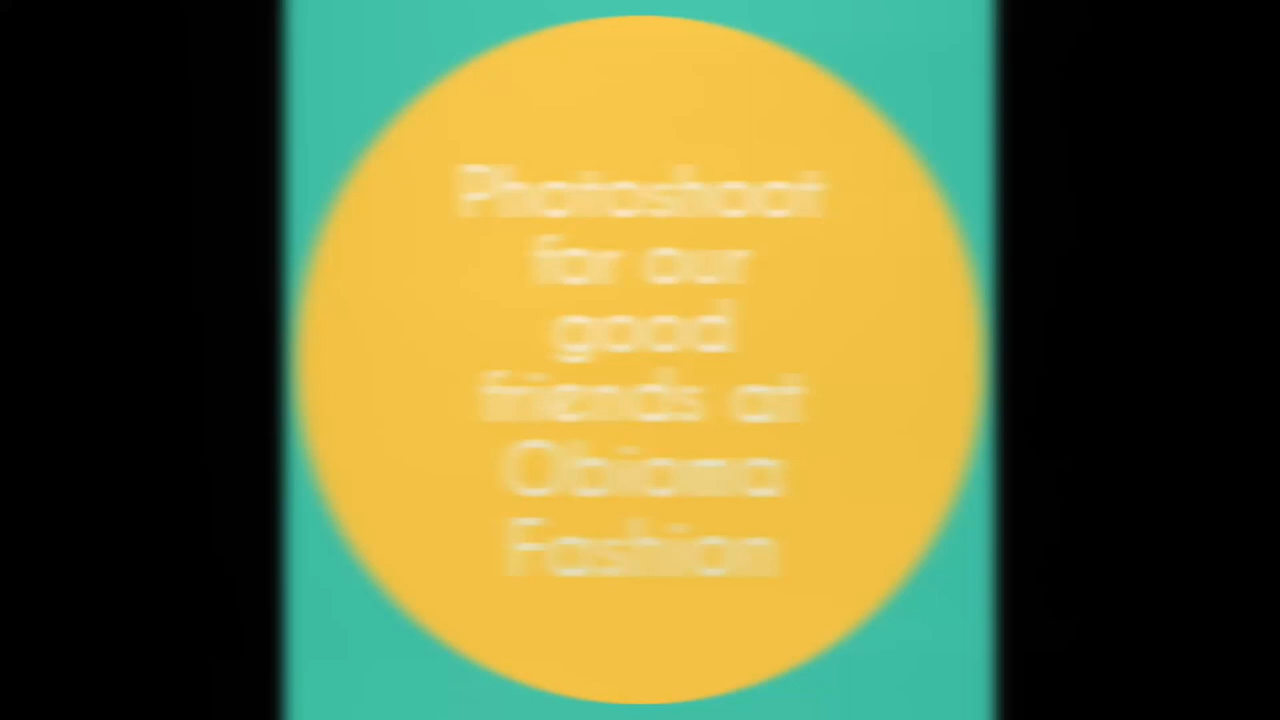 Photoshoot
for our
good
friends at
Obioma
Fashion